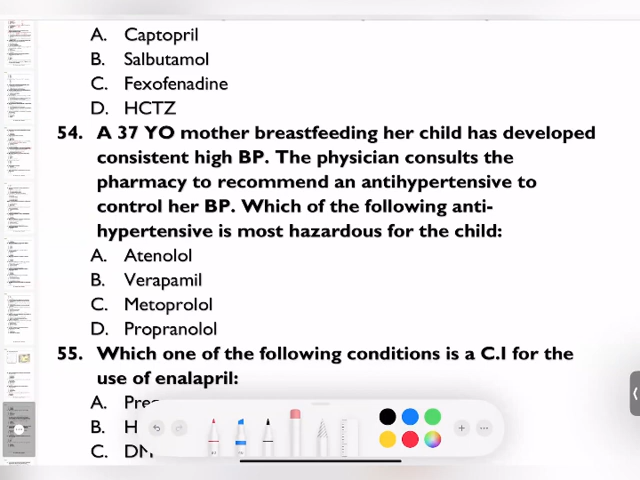 A. Captopril
B. Salbutamol
C. Fexofenadine
D. HCTZ
54. A 37 YO mother breastfeeding her child has developed
consistent high BP. The physician consults the
pharmacy to recommend an antihypertensive to
control her BP. Which of the following anti-
hypertensive is most hazardous for the child:
A. Atenolol
B. Verapamil
C. Metoprolol
D. Propranolol
55. Which one of the following conditions is a C.I for the
use of enalapril:
A.
B.
C.